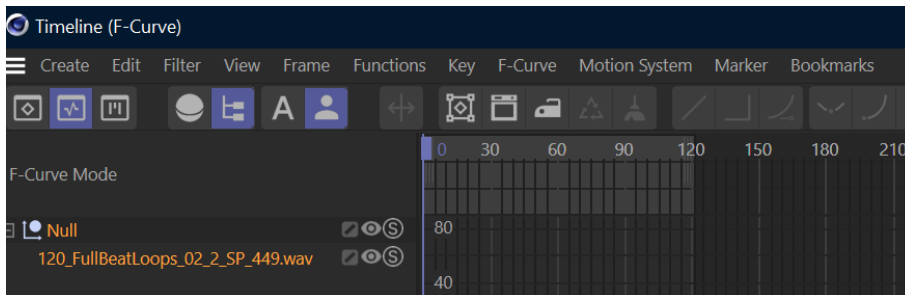 Timeline (F-Curve)
Create Edit Filter View Frame Functions Key F-Curve Motion System Marker Bookmarks
A
0 30 60 90 120 150 180 210
F-Curve Mode
Null S 80
120_FullBeatLoops_02_2_SP_449.wav S
40